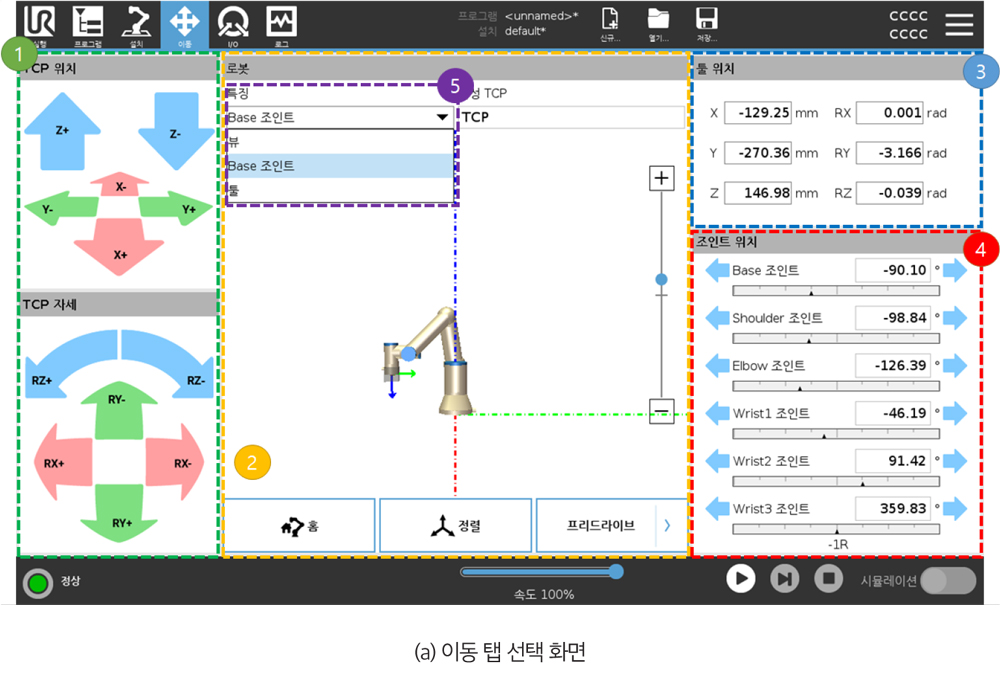 UR
실행
프로그램
설치
이동
I/O
로그
프로그램 <unnamed>*
설치 default*
신규...
열기...
저장...
CCCC
CCCC
1
TCP 위치
Z+
Z-
X-
Y-
Y+
X+
TCP 자세
RZ+
RZ-
RY-
RX+
RX-
RY+
로봇
특징
5
성 TCP
Base 조인트
TCP
뷰
Base 조인트
툴
+
−
2
홈
정렬
프리드라이브
툴 위치
3
X -129.25 mm RX 0.001 rad
Y -270.36 mm RY -3.166 rad
Z 146.98 mm RZ -0.039 rad
조인트 위치
4
Base 조인트 -90.10 °
Shoulder 조인트 -98.84 °
Elbow 조인트 -126.39 °
Wrist1 조인트 -46.19 °
Wrist2 조인트 91.42 °
Wrist3 조인트 359.83 °
-1R
정상
속도 100%
시뮬레이션
(a) 이동 탭 선택 화면